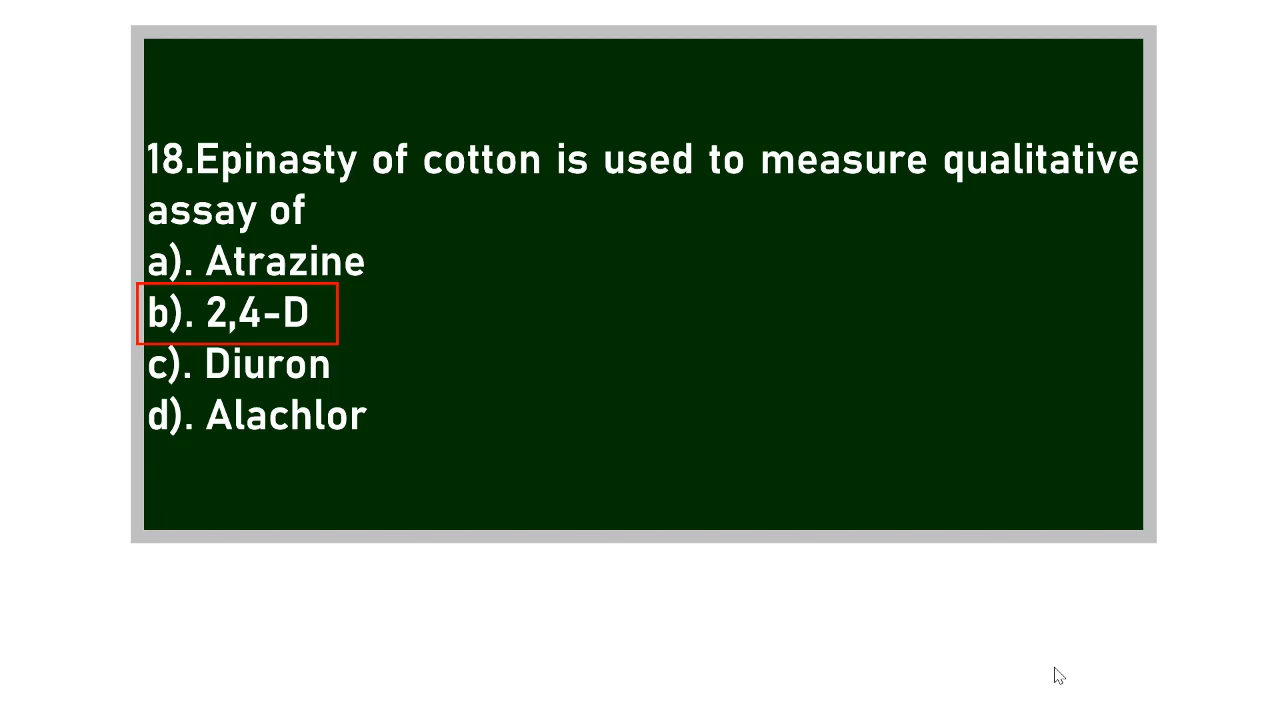 18.Epinasty of cotton is used to measure qualitative
assay of
a). Atrazine
b). 2,4-D
c). Diuron
d). Alachlor